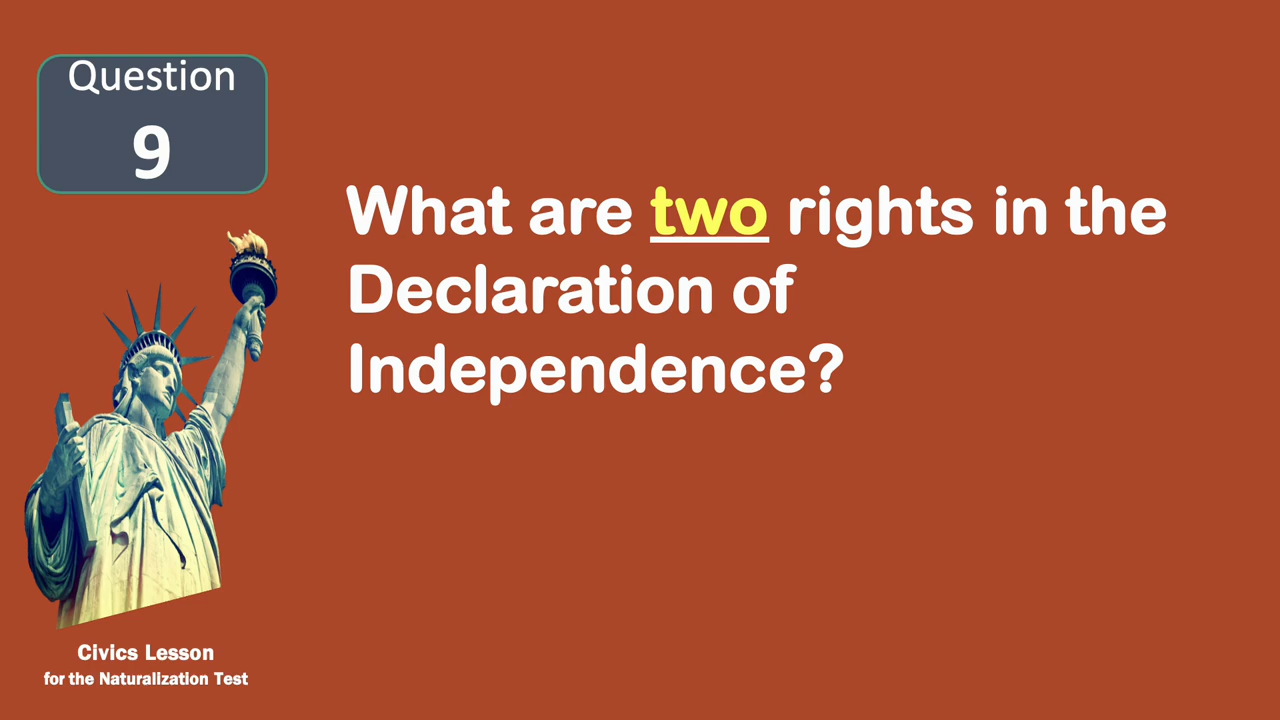 Question
9
What are two rights in the
Declaration of
Independence?
Civics Lesson
for the Naturalization Test